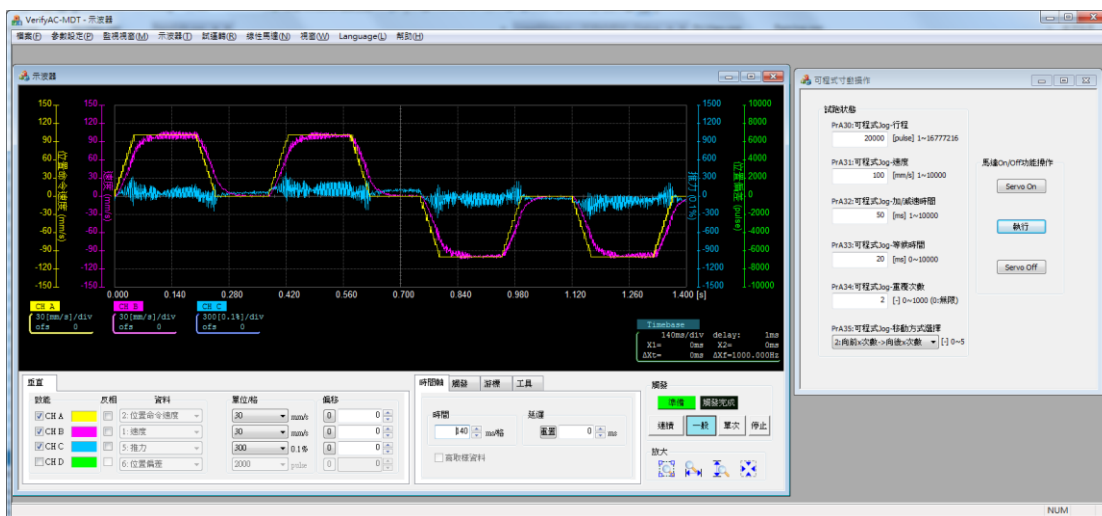 VerifyAC-MDT - 示波器
檔案(F) 參數設定(P) 監視視窗(M) 示波器(T) 試運轉(R) 線性馬達(N) 視窗(W) Language(L) 幫助(H)
示波器
150 150 1500 10000
120 120 1200 8000
90 90 900 6000
60 60 600 4000
30 30 300 2000
0 0 0 0
-30 -30 -300 -2000
-60 -60 -600 -4000
-90 -90 -900 -6000
-120 -120 -1200 -8000
-150 -150 -1500 -10000
位置命令速度 (mm/s)
速度 (mm/s)
推力 (0.1%)
位置偏差 (pulse)
0.000 0.140 0.280 0.420 0.560 0.700 0.840 0.980 1.120 1.260 1.400 [s]
CH A CH B CH C
30[mm/s]/div 30[mm/s]/div 300[0.1%]/div
ofs 0 ofs 0 ofs 0
Timebase
140ms/div delay: 1ms
X1= 0ms X2= 0ms
ΔXt= 0ms ΔXf=1000.000Hz
垂直
致能 反相 資料 單位/格 偏移
CH A 2: 位置命令速度 30 mm/s 0 0
CH B 1: 速度 30 mm/s 0 0
CH C 5: 推力 300 0.1% 0 0
CH D 6: 位置偏差 2000 pulse 0 0
時間軸 觸發 游標 工具
時間 延遲
140 ms/格 重置 0 ms
高取樣資料
觸發
準備 觸發完成
連續 一般 單次 停止
放大
可程式寸動操作
試跑狀態
PrA30:可程式Jog-行程
20000 [pulse] 1~16777216
PrA31:可程式Jog-速度
100 [mm/s] 1~10000
PrA32:可程式Jog-加/減速時間
50 [ms] 1~10000
PrA33:可程式Jog-等候時間
20 [ms] 0~10000
PrA34:可程式Jog-重覆次數
2 [-] 0~1000 (0:無限)
PrA35:可程式Jog-移動方式選擇
2:向前x次數->向後x次數 [-] 0~5
馬達On/Off功能操作
Servo On
執行
Servo Off
NUM